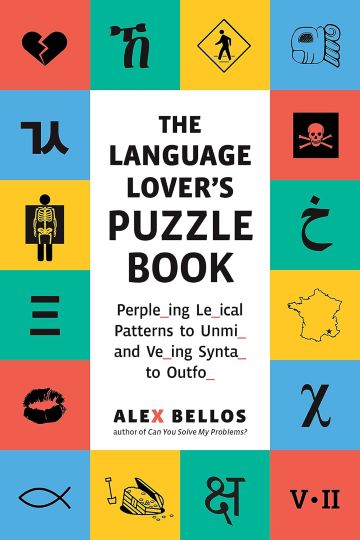 THE
LANGUAGE
LOVER'S
PUZZLE
BOOK
خ
Perple_ing Le_ical
Patterns to Unmi_
and Ve_ing Synta_
to Outfo_
Ξ
χ
ALEX BELLOS
author of Can You Solve My Problems?
क्ष
V•II